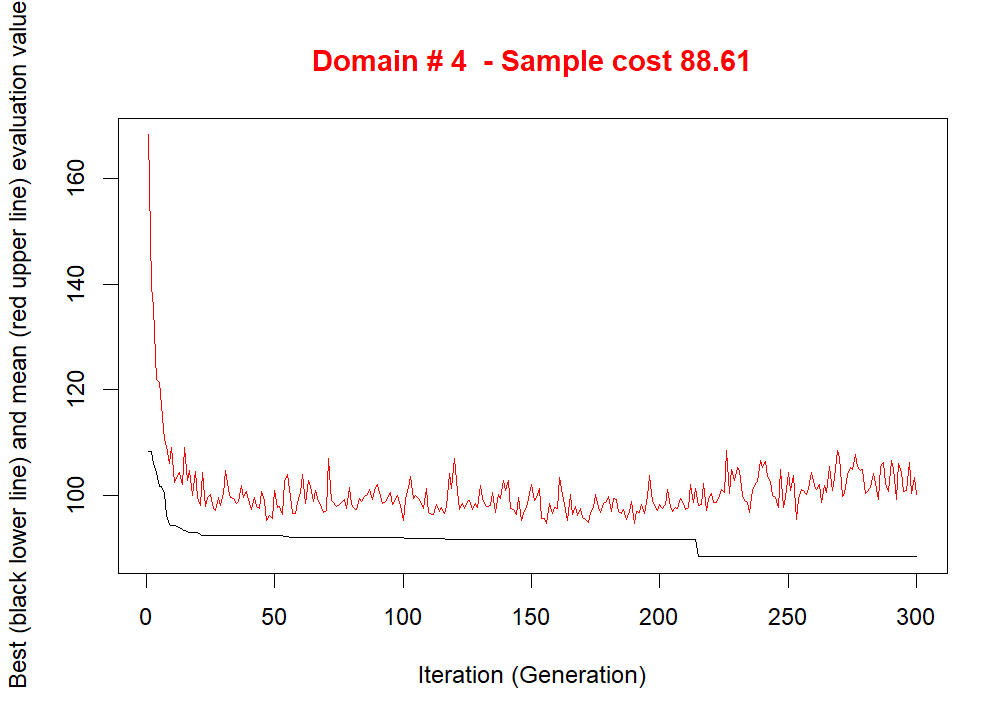 Domain # 4  - Sample cost 88.61
Best (black lower line) and mean (red upper line) evaluation value
160
140
120
100
0 50 100 150 200 250 300
Iteration (Generation)